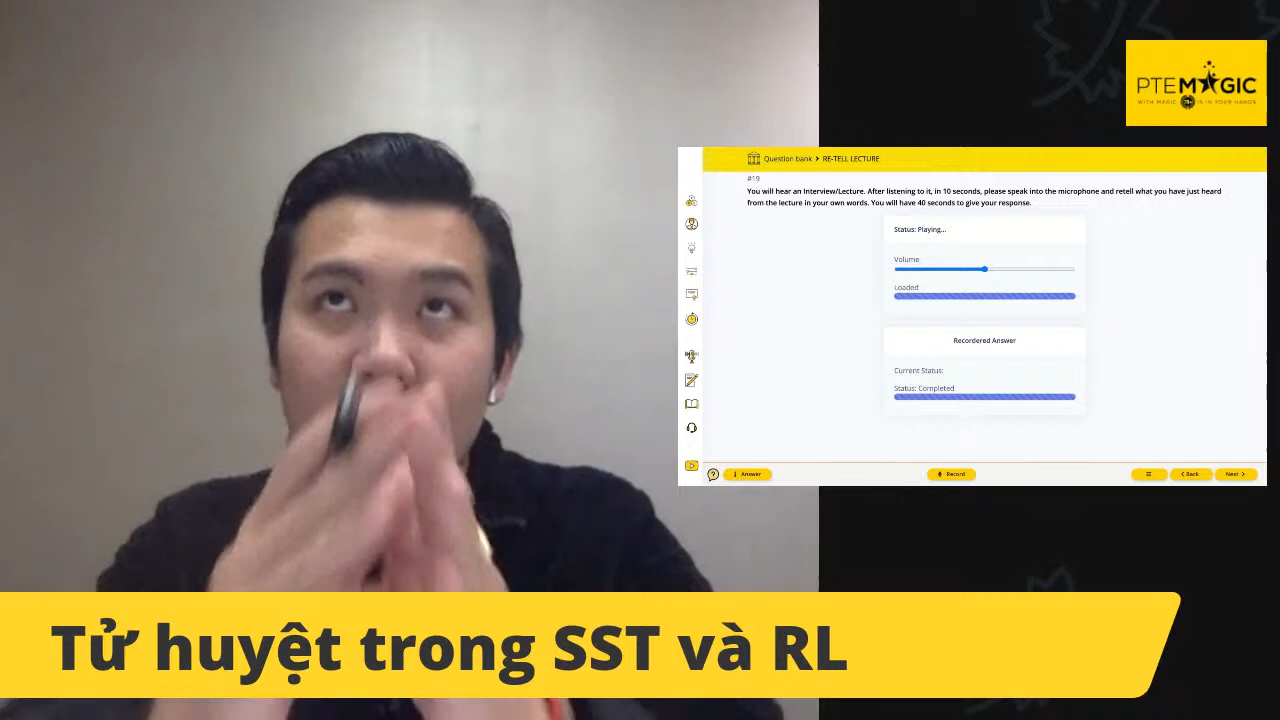 PTEMAGIC
WITH MAGIC, 79+ IS IN YOUR HANDS
Question bank > RE-TELL LECTURE
#19
You will hear an Interview/Lecture. After listening to it, in 10 seconds, please speak into the microphone and retell what you have just heard
from the lecture in your own words. You will have 40 seconds to give your response.
Status: Playing...
Volume
Loaded
Recordered Answer
Current Status:
Status: Completed
? i Answer
Record
< Back
Next >
Tử huyệt trong SST và RL